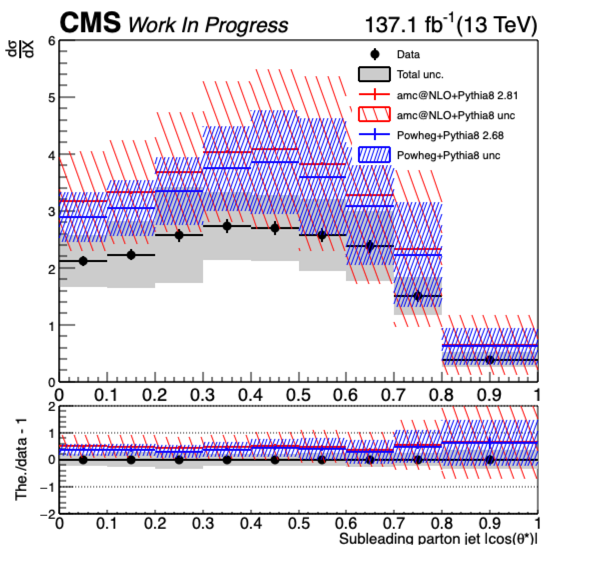 CMS Work In Progress 137.1 fb⁻¹(13 TeV)
dσ
dX
6
5
4
3
2
1
0
Data
Total unc.
amc@NLO+Pythia8 2.81
amc@NLO+Pythia8 unc
Powheg+Pythia8 2.68
Powheg+Pythia8 unc
0 0.1 0.2 0.3 0.4 0.5 0.6 0.7 0.8 0.9 1
The./data - 1
2
1
0
−1
−2
0 0.1 0.2 0.3 0.4 0.5 0.6 0.7 0.8 0.9 1
Subleading parton jet |cos(θ*)|